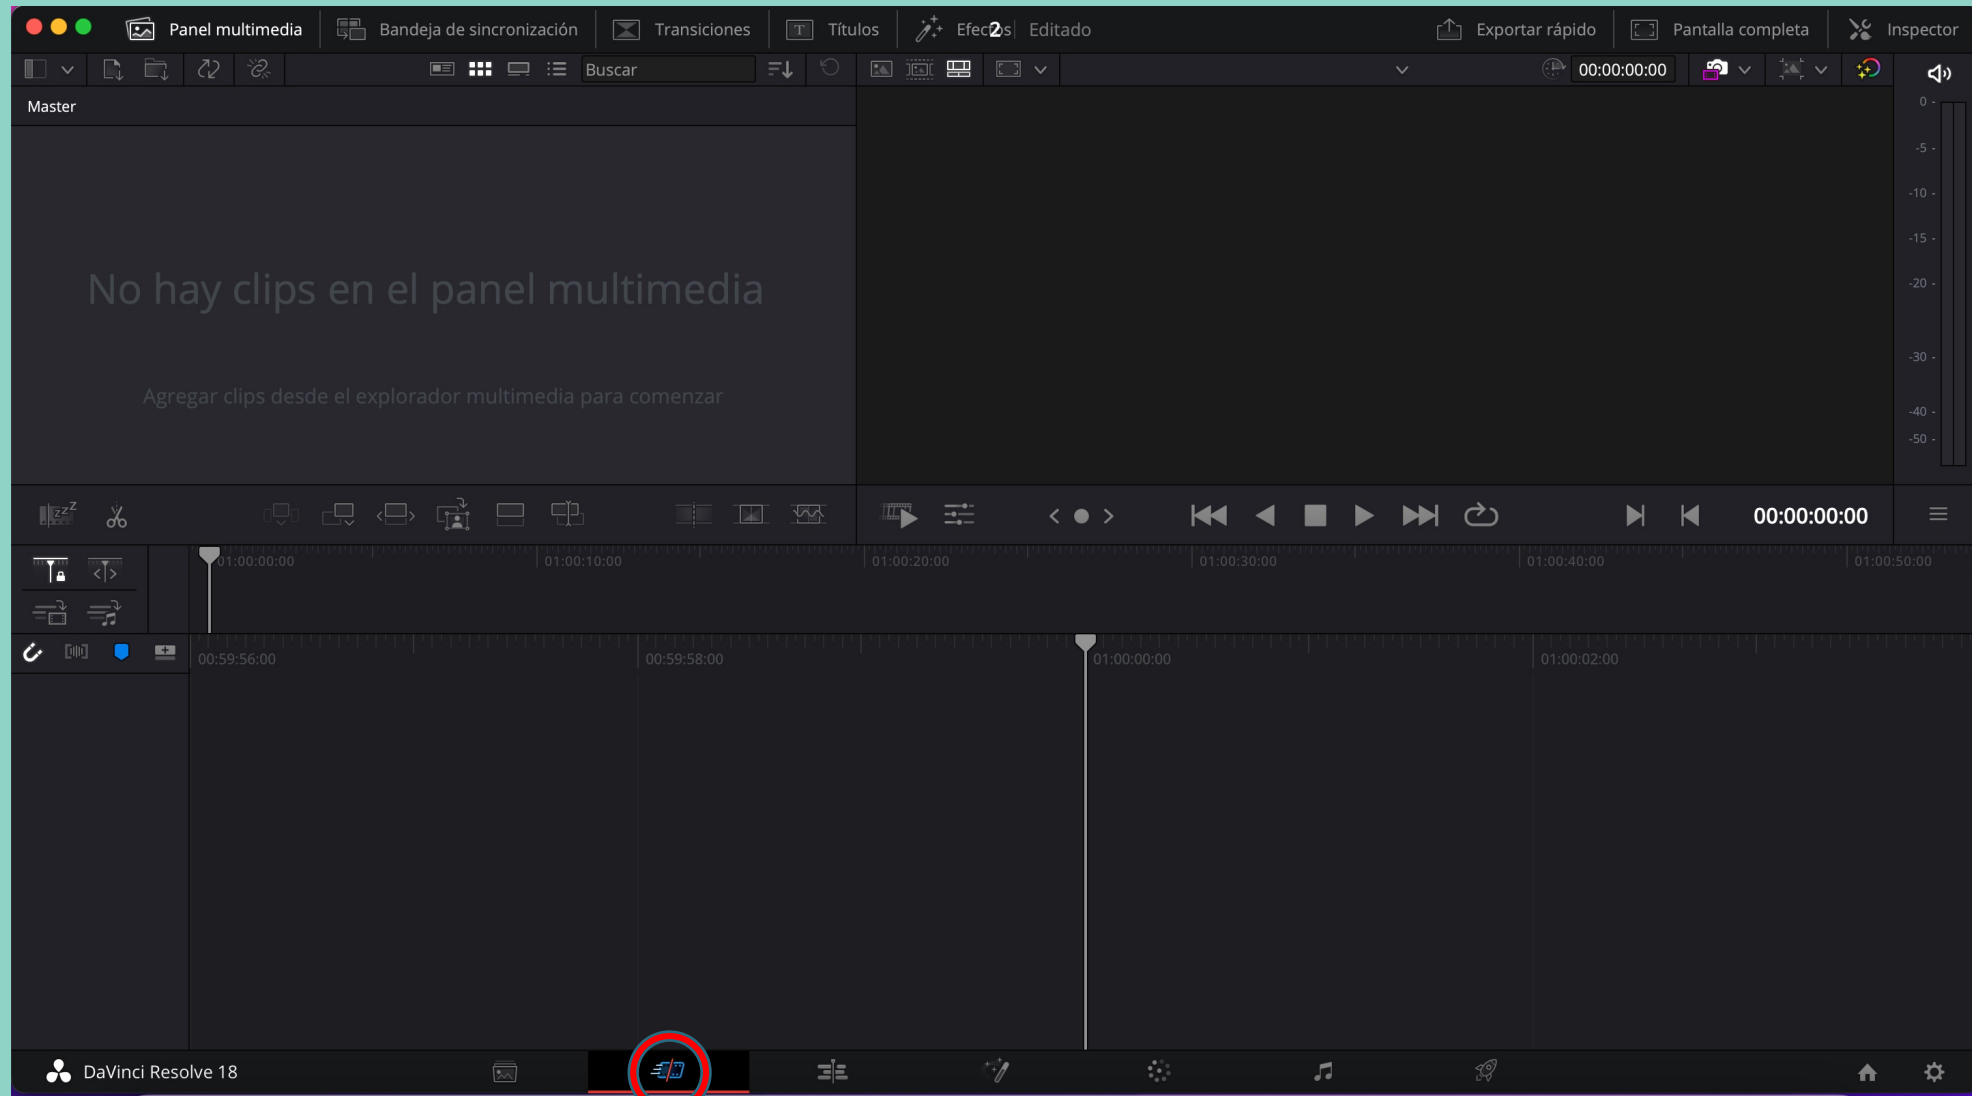 Panel multimedia Bandeja de sincronización Transiciones T Títulos Efectos 2 Editado Exportar rápido Pantalla completa Inspector
Buscar 00:00:00:00
Master
0 -
-5 -
-10 -
-15 -
-20 -
-30 -
-40 -
-50 -
No hay clips en el panel multimedia
Agregar clips desde el explorador multimedia para comenzar
zzZ 00:00:00:00
01:00:00:00 01:00:10:00 01:00:20:00 01:00:30:00 01:00:40:00 01:00:50:00
00:59:56:00 00:59:58:00 01:00:00:00 01:00:02:00
DaVinci Resolve 18